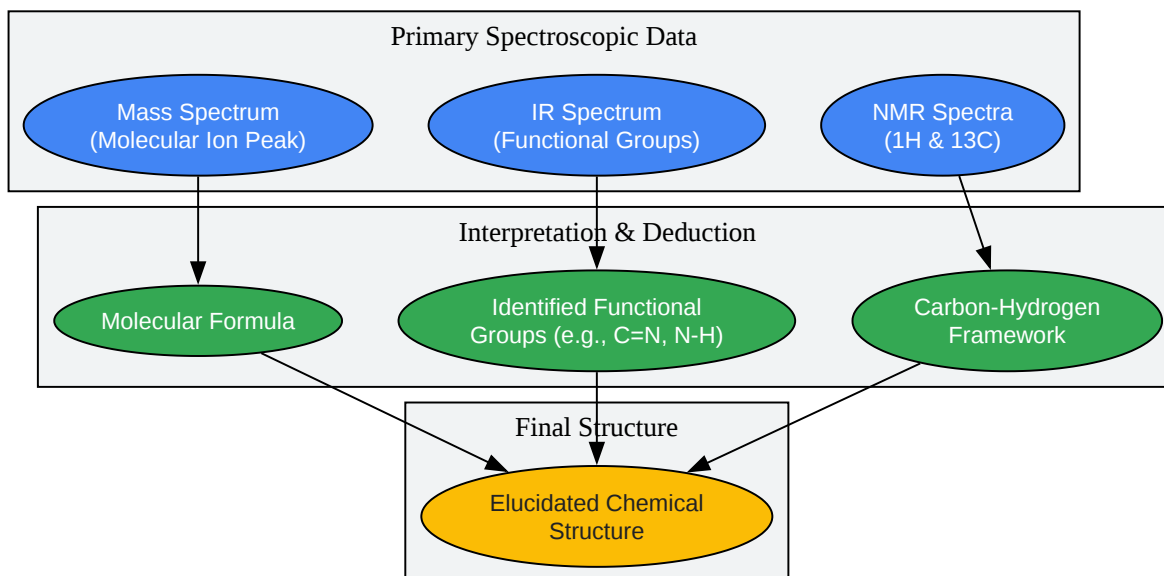 Primary Spectroscopic Data
Mass Spectrum
(Molecular Ion Peak)
IR Spectrum
(Functional Groups)
NMR Spectra
(1H & 13C)
Interpretation & Deduction
Molecular Formula
Identified Functional
Groups (e.g., C=N, N-H)
Carbon-Hydrogen
Framework
Final Structure
Elucidated Chemical
Structure